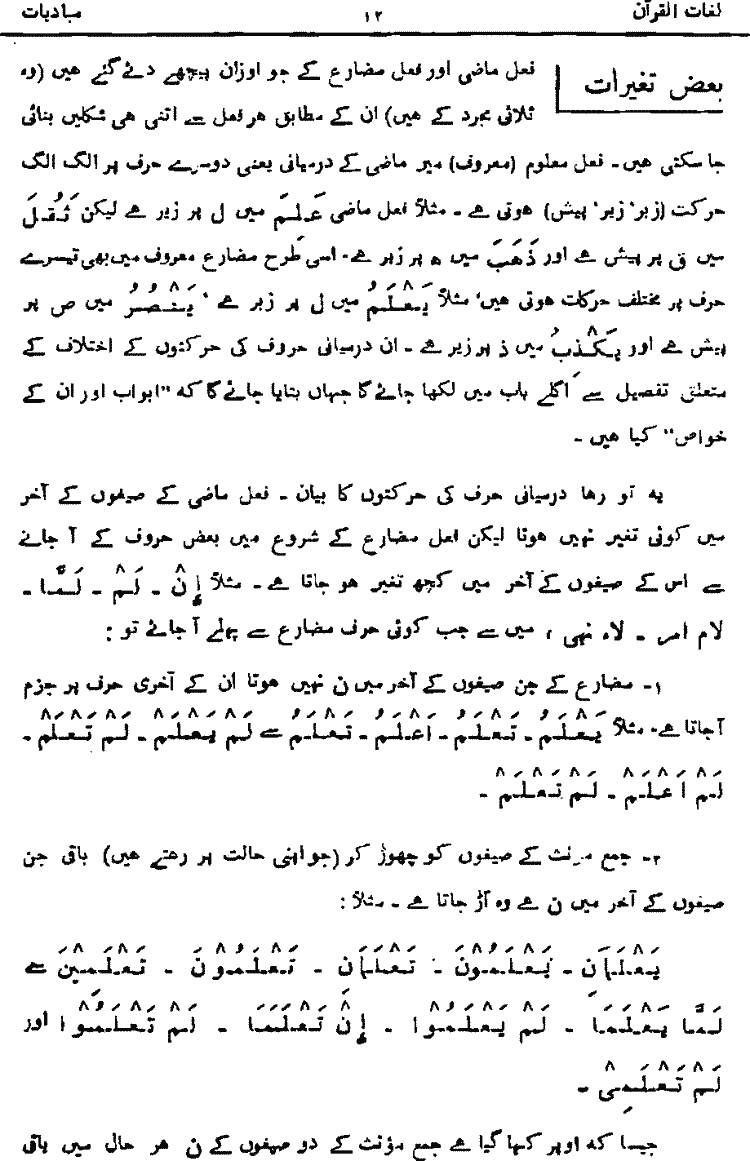 لغات القرآن ۱۲ مبادیات
بعض تغیرات
فعل ماضی اور فعل مضارع کے جو اوزان پیچھے دئے گئے ہیں (وہ
ثلاثی مجرد کے ہیں) ان کے مطابق ہر فعل سے اتنی ہی شکلیں بنائی
جا سکتی ہیں۔ فعل معلوم (معروف) میں ماضی کے درمیانی یعنی دوسرے حرف پر الگ الگ
حرکت (زبر، زیر، پیش) ہوتی ہے۔ مثلاً فعل ماضی عَلِمَ میں ل پر زیر ہے لیکن ثَقُلَ
میں ق پر پیش ہے اور ذَهَبَ میں ہ پر زبر ہے۔ اسی طرح مضارع معروف میں بھی تیسرے
حرف پر مختلف حرکات ہوتی ہیں، مثلاً یَعْلَمُ میں ل پر زبر ہے، یَنْصُرُ میں ص پر
پیش ہے اور یَکْذِبُ میں ذ پر زیر ہے۔ ان درمیانی حروف کی حرکتوں کے اختلاف کے
متعلق تفصیل سے اگلے باب میں لکھا جائے گا جہاں بتایا جائے گا کہ ”ابواب اور ان کے
خواص“ کیا ہیں۔
یہ تو رہا درمیانی حرف کی حرکتوں کا بیان۔ فعل ماضی کے صیغوں کے آخر
میں کوئی تغیر نہیں ہوتا لیکن فعل مضارع کے شروع میں بعض حروف کے آ جانے
سے اس کے صیغوں کے آخر میں کچھ تغیر ہو جاتا ہے۔ مثلاً إِنْ۔ لَمْ۔ لَمَّا۔
لام امر۔ لاء نہی، میں سے جب کوئی حرف مضارع سے پہلے آ جائے تو:
۱۔ مضارع کے جن صیغوں کے آخر میں ن نہیں ہوتا ان کے آخری حرف پر جزم
آجاتا ہے۔ مثلاً یَعْلَمُ۔ تَعْلَمُ۔ اَعْلَمُ۔ نَعْلَمُ سے لَمْ یَعْلَمْ۔ لَمْ تَعْلَمْ۔
لَمْ اَعْلَمْ۔ لَمْ نَعْلَمْ۔
۲۔ جمع مونث کے صیغوں کو چھوڑ کر (جو اپنی حالت پر رہتے ہیں) باقی جن
صیغوں کے آخر میں ن ہے وہ اُڑ جاتا ہے۔ مثلاً:
یَعْلَمَانِ۔ یَعْلَمُوْنَ۔ تَعْلَمَانِ۔ تَعْلَمُوْنَ۔ تَعْلَمِیْنَ سے
لَمَّا یَعْلَمَا۔ لَمْ یَعْلَمُوْا۔ إِنْ تَعْلَمَا۔ لَمْ تَعْلَمُوْا اور
لَمْ تَعْلَمِیْ۔
جیسا کہ اوپر کہا گیا ہے جمع مؤنث کے دو صیغوں کے ن ہر حال میں باقی